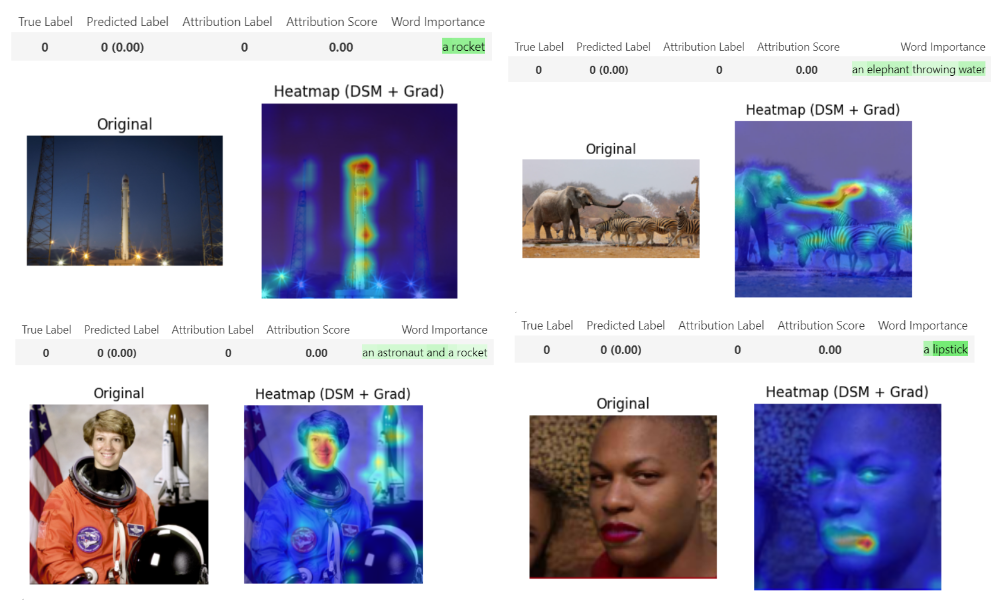 True Label Predicted Label Attribution Label Attribution Score Word Importance
0 0 (0.00) 0 0.00 a rocket
Original
Heatmap (DSM + Grad)
True Label Predicted Label Attribution Label Attribution Score Word Importance
0 0 (0.00) 0 0.00 an elephant throwing water
Original
Heatmap (DSM + Grad)
True Label Predicted Label Attribution Label Attribution Score Word Importance
0 0 (0.00) 0 0.00 an astronaut and a rocket
Original
Heatmap (DSM + Grad)
True Label Predicted Label Attribution Label Attribution Score Word Importance
0 0 (0.00) 0 0.00 a lipstick
Original
Heatmap (DSM + Grad)